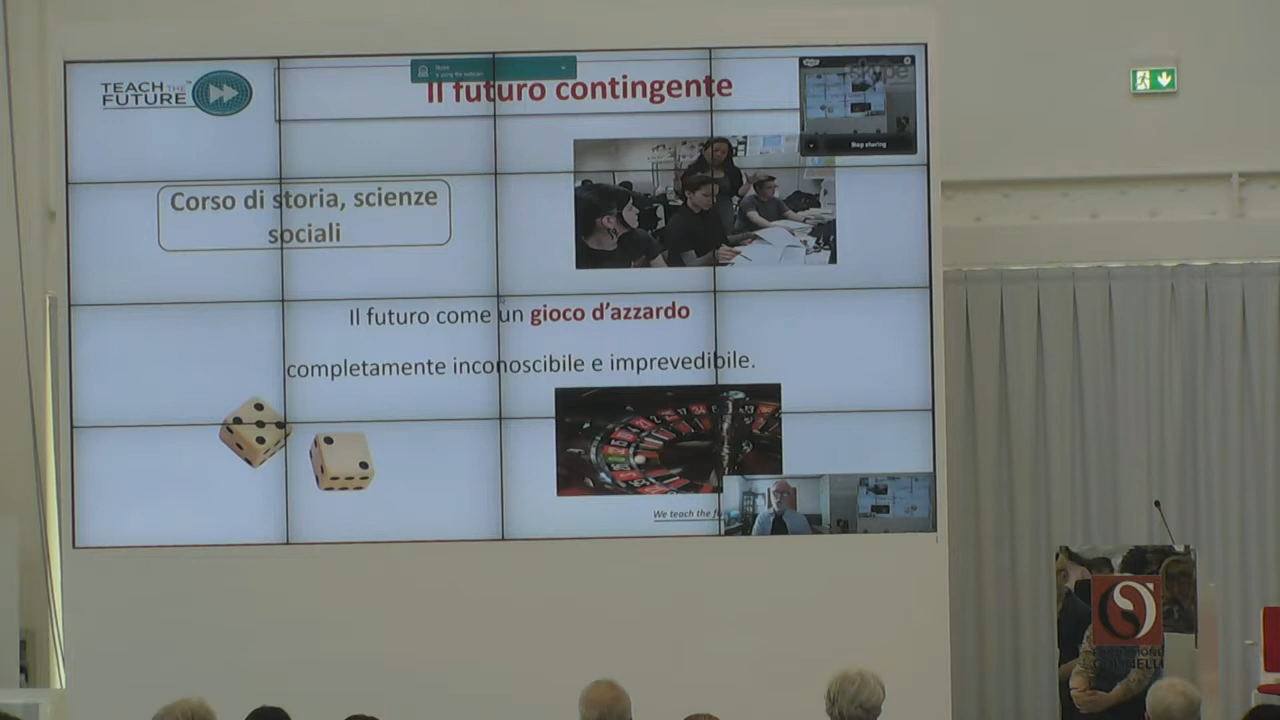 TEACH THE
FUTURE
Il futuro contingente
skype
Stop sharing
Corso di storia, scienze
sociali
Il futuro come un gioco d'azzardo
completamente inconoscibile e imprevedibile.
We teach the